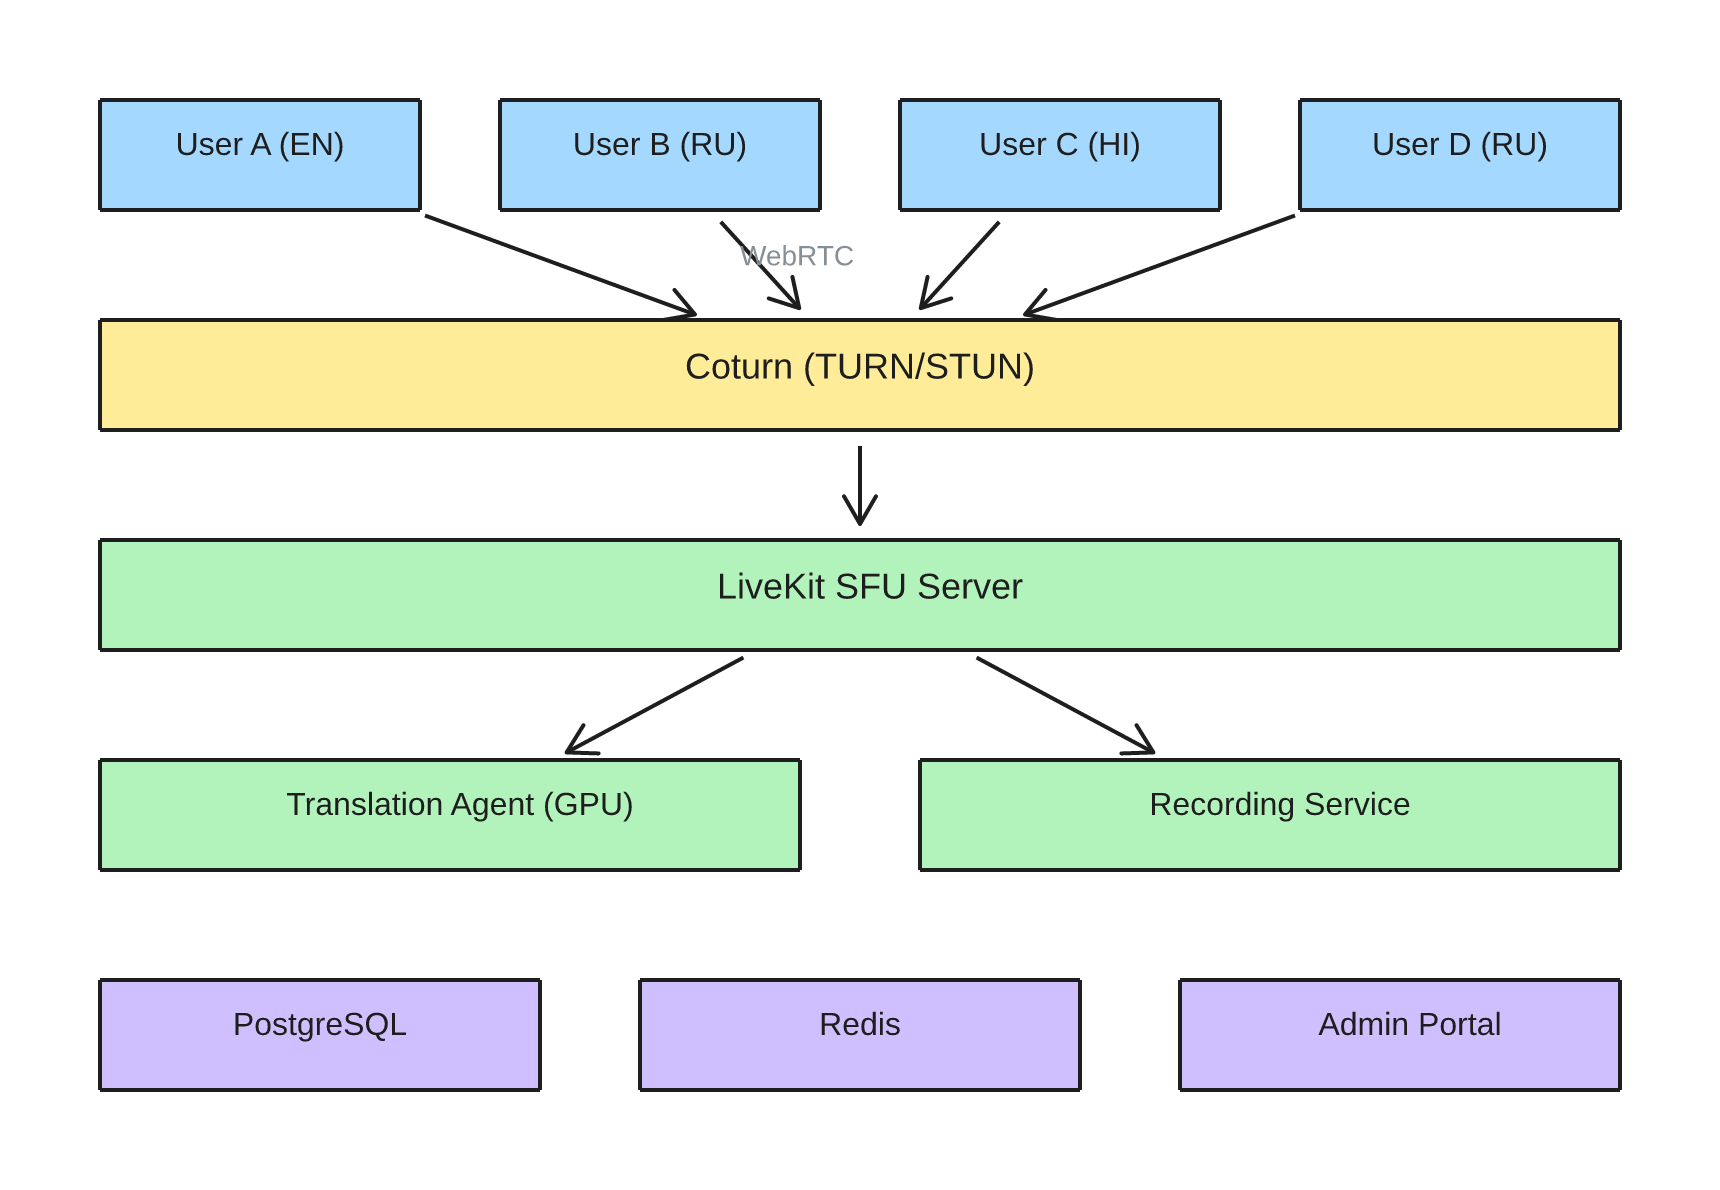 User A (EN)
User B (RU)
User C (HI)
User D (RU)
WebRTC
Coturn (TURN/STUN)
LiveKit SFU Server
Translation Agent (GPU)
Recording Service
PostgreSQL
Redis
Admin Portal